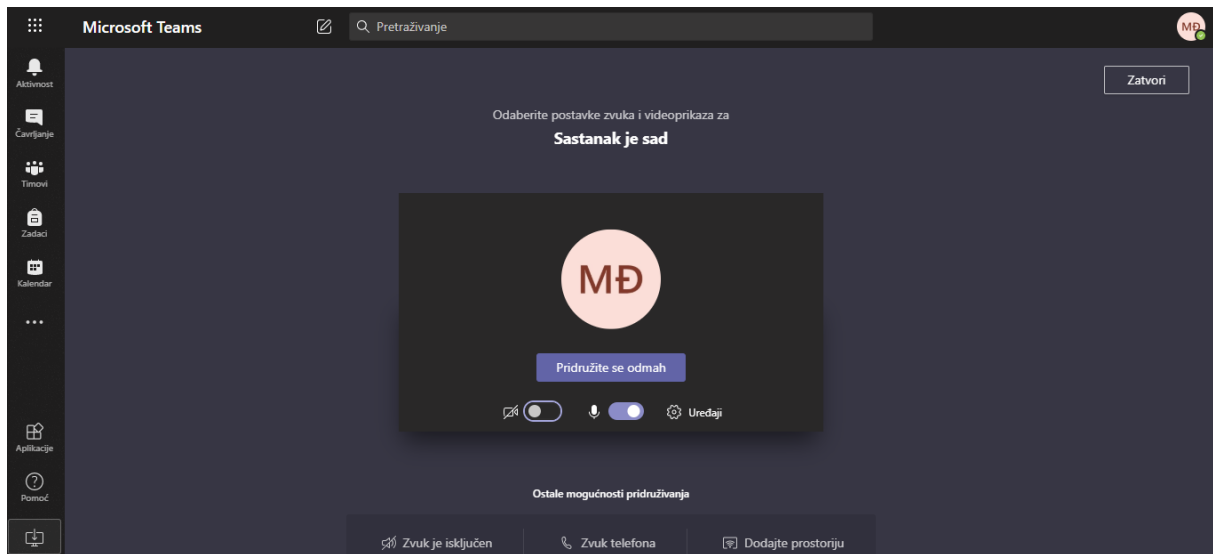 Microsoft Teams
Pretraživanje
MĐ
Aktivnost
Čavrljanje
Timovi
Zadaci
Kalendar
Aplikacije
Pomoć
Zatvori
Odaberite postavke zvuka i videoprikaza za
Sastanak je sad
MĐ
Pridružite se odmah
Uređaji
Ostale mogućnosti pridruživanja
Zvuk je isključen
Zvuk telefona
Dodajte prostoriju